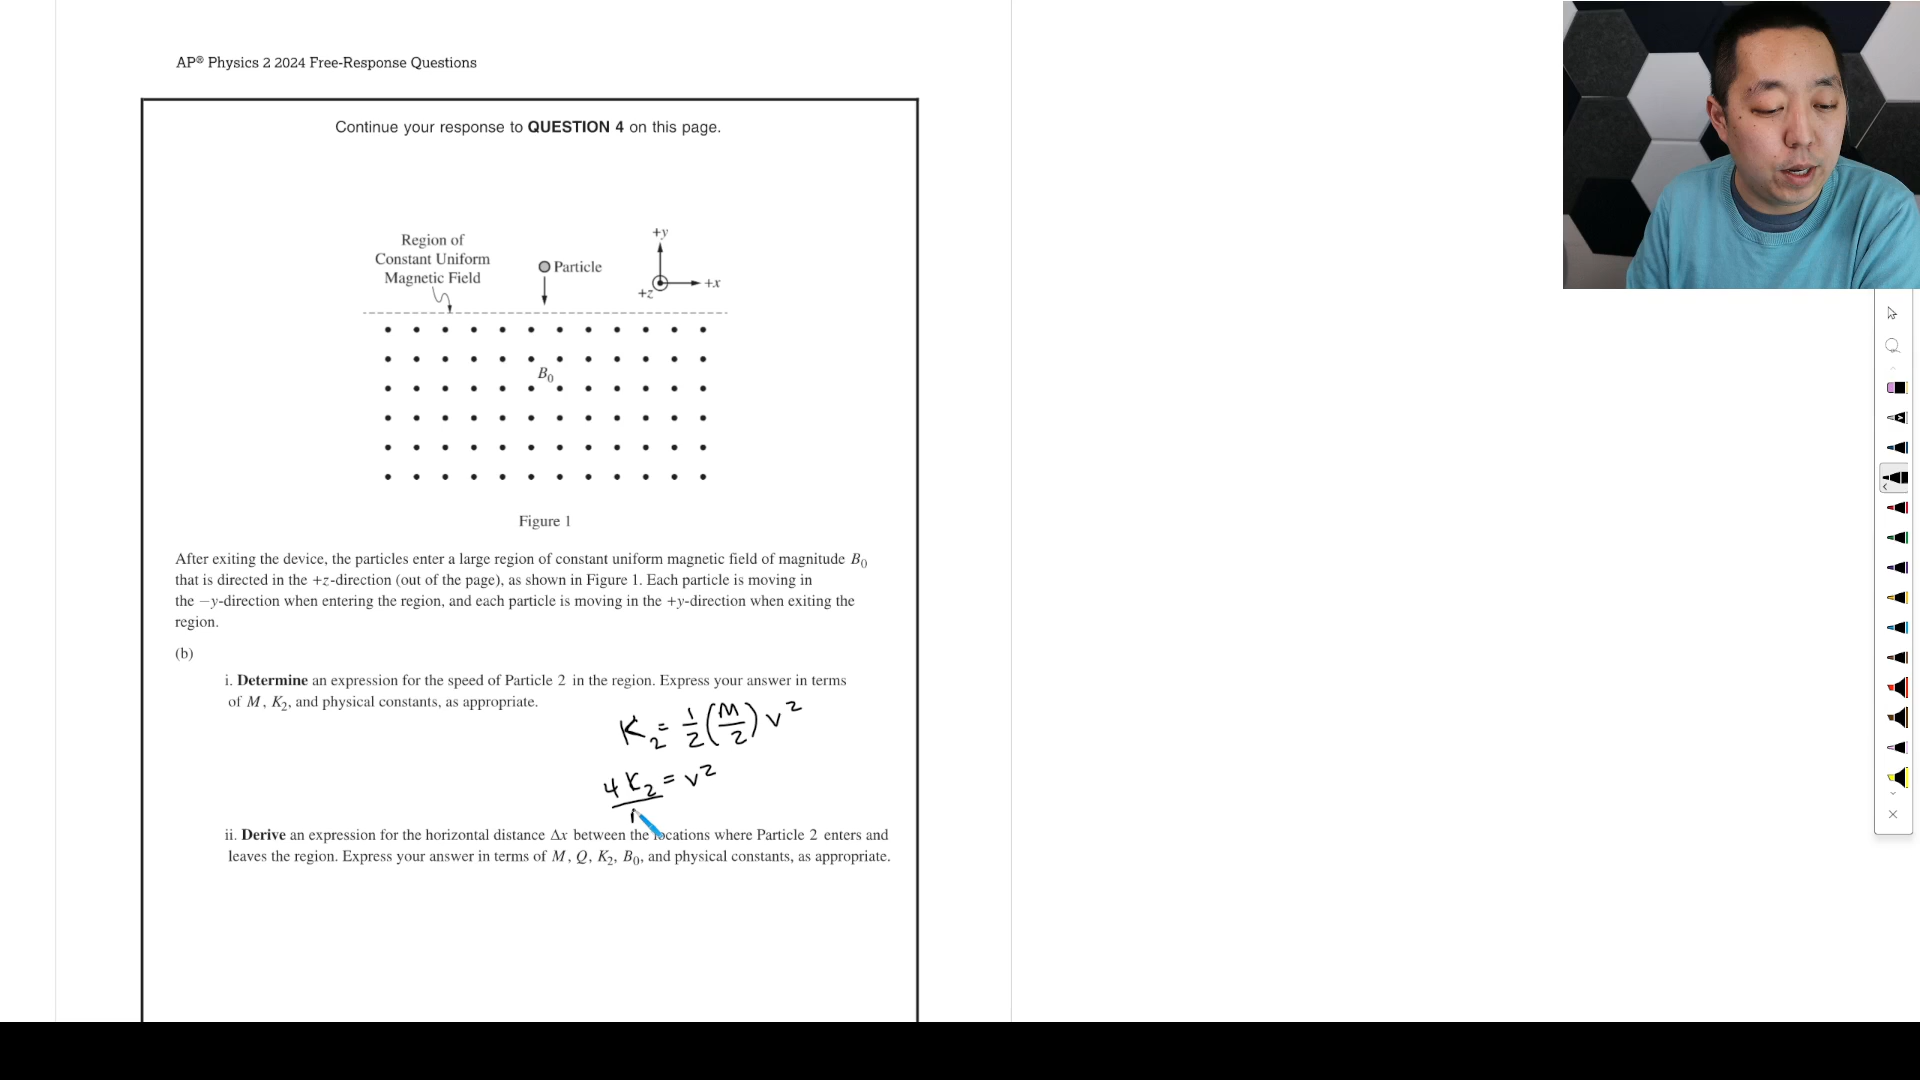 AP® Physics 2 2024 Free-Response Questions
Continue your response to QUESTION 4 on this page.
Region of
Constant Uniform
Magnetic Field
Particle
+y
+x
+z
B₀
Figure 1
After exiting the device, the particles enter a large region of constant uniform magnetic field of magnitude B₀
that is directed in the +z-direction (out of the page), as shown in Figure 1. Each particle is moving in
the −y-direction when entering the region, and each particle is moving in the +y-direction when exiting the
region.
(b)
i. Determine an expression for the speed of Particle 2 in the region. Express your answer in terms
of M, K₂, and physical constants, as appropriate.
K₂ = 1/2 (M/2) v²
4K₂ = v²
ii. Derive an expression for the horizontal distance Δx between the locations where Particle 2 enters and
leaves the region. Express your answer in terms of M, Q, K₂, B₀, and physical constants, as appropriate.